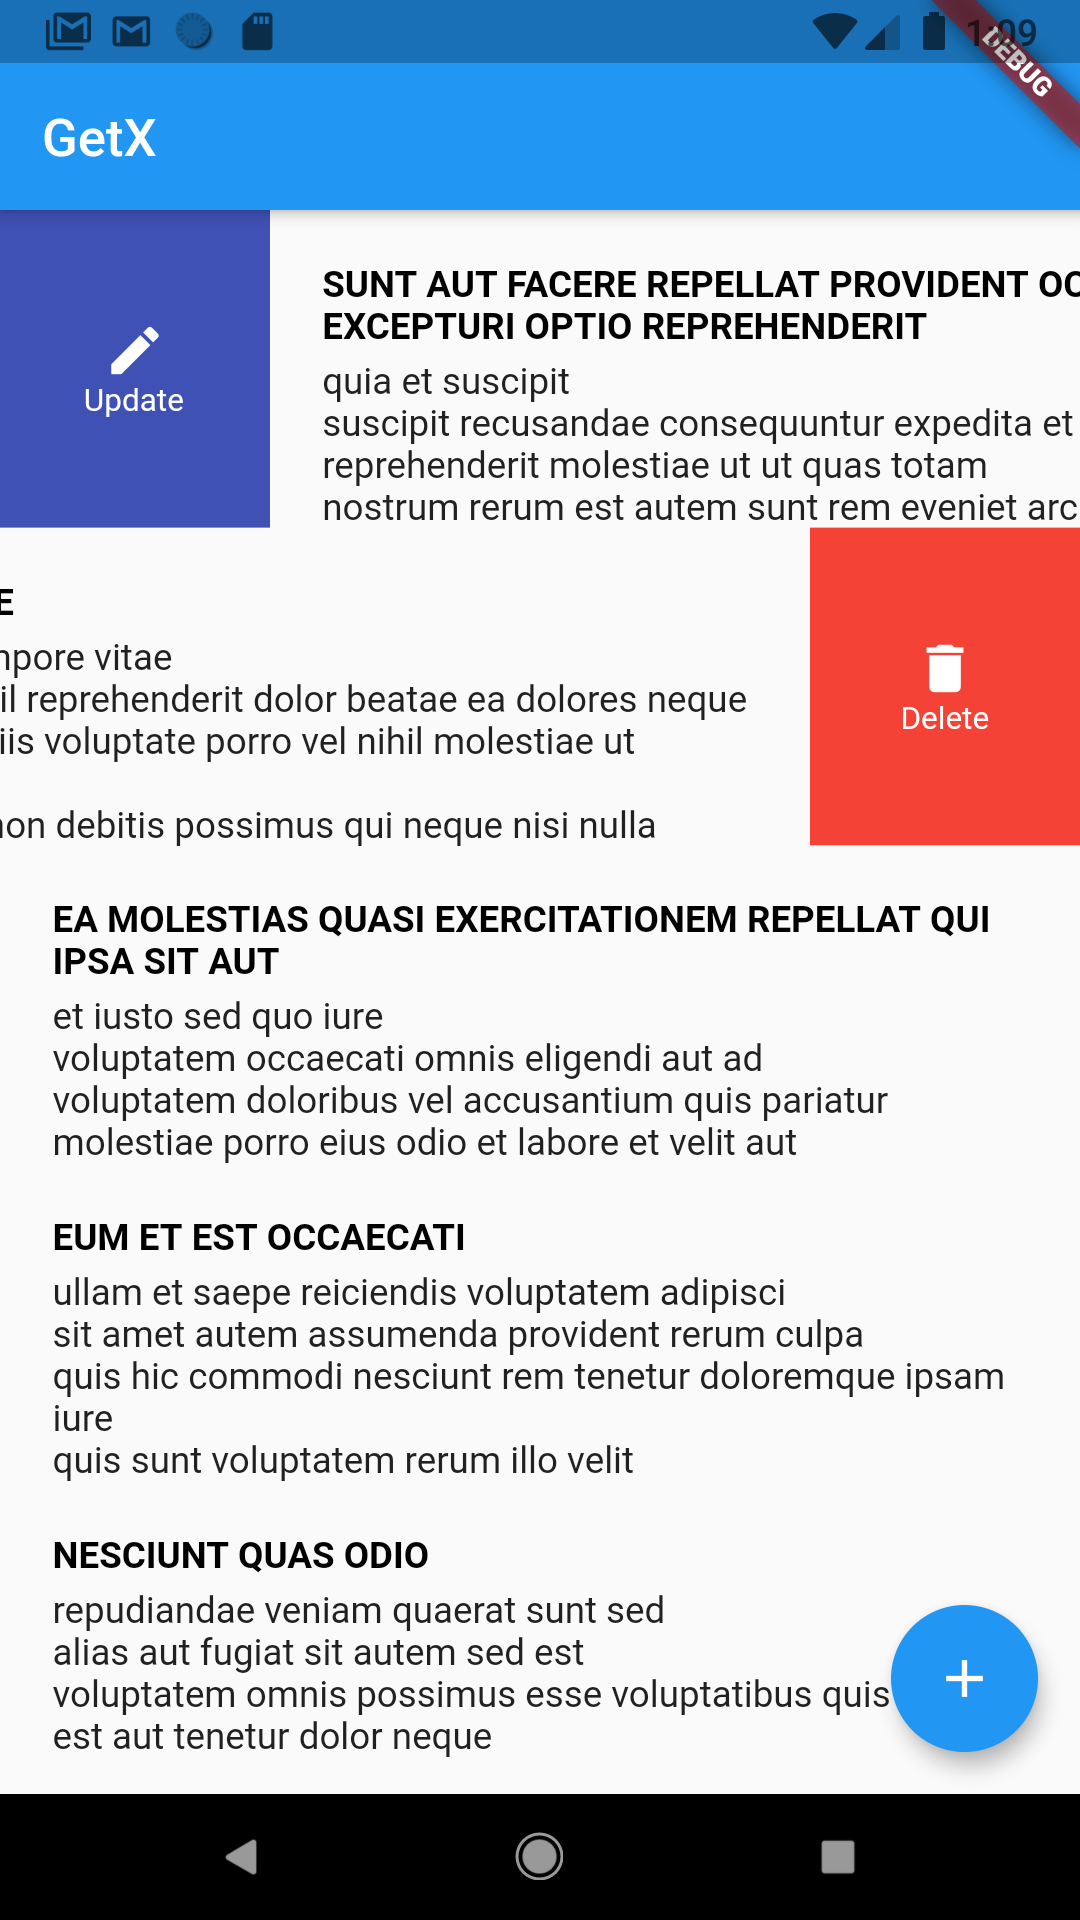 1:09
DEBUG
GetX
Update
SUNT AUT FACERE REPELLAT PROVIDENT
EXCEPTURI OPTIO REPREHENDERIT
quia et suscipit
suscipit recusandae consequuntur expedita et
reprehenderit molestiae ut ut quas totam
nostrum rerum est autem sunt rem eveniet arc
E
mpore vitae
il reprehenderit dolor beatae ea dolores neque
iis voluptate porro vel nihil molestiae ut
non debitis possimus qui neque nisi nulla
Delete
EA MOLESTIAS QUASI EXERCITATIONEM REPELLAT QUI
IPSA SIT AUT
et iusto sed quo iure
voluptatem occaecati omnis eligendi aut ad
voluptatem doloribus vel accusantium quis pariatur
molestiae porro eius odio et labore et velit aut
EUM ET EST OCCAECATI
ullam et saepe reiciendis voluptatem adipisci
sit amet autem assumenda provident rerum culpa
quis hic commodi nesciunt rem tenetur doloremque ipsam
iure
quis sunt voluptatem rerum illo velit
NESCIUNT QUAS ODIO
repudiandae veniam quaerat sunt sed
alias aut fugiat sit autem sed est
voluptatem omnis possimus esse voluptatibus quis
est aut tenetur dolor neque